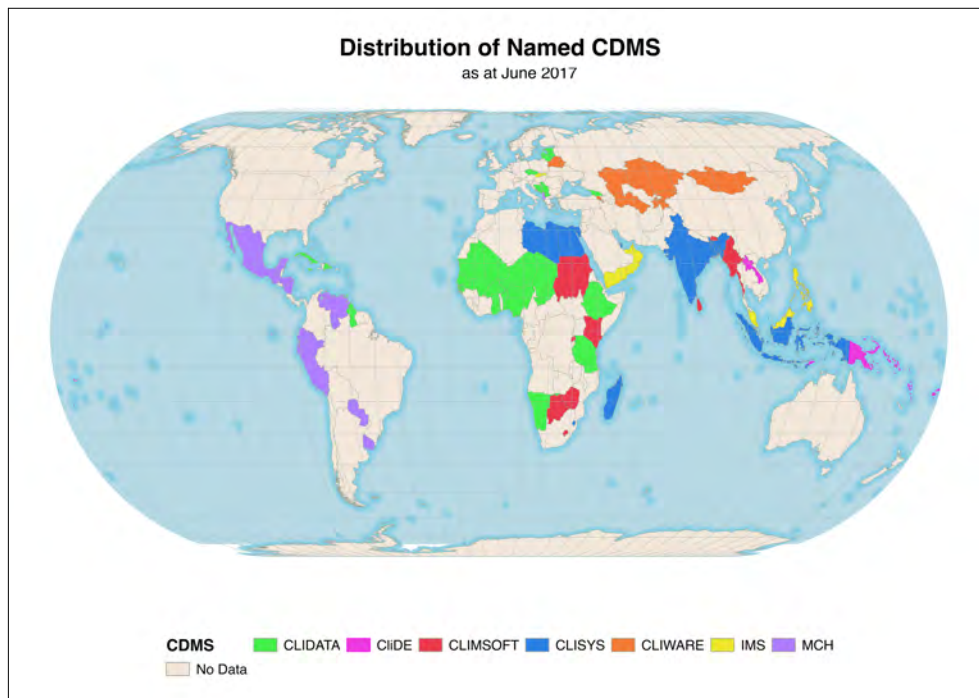 Distribution of Named CDMS
as at June 2017
CDMS CLIDATA CliDE CLIMSOFT CLISYS CLIWARE IMS MCH
No Data